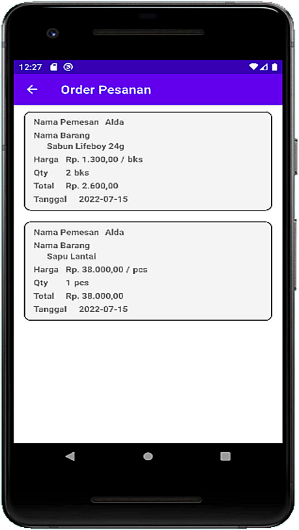 12:27
Order Pesanan
Nama Pemesan Alda
Nama Barang
Sabun Lifeboy 24g
Harga Rp. 1.300,00 / bks
Qty 2 bks
Total Rp. 2.600,00
Tanggal 2022-07-15
Nama Pemesan Alda
Nama Barang
Sapu Lantai
Harga Rp. 38.000,00 / pcs
Qty 1 pcs
Total Rp. 38.000,00
Tanggal 2022-07-15